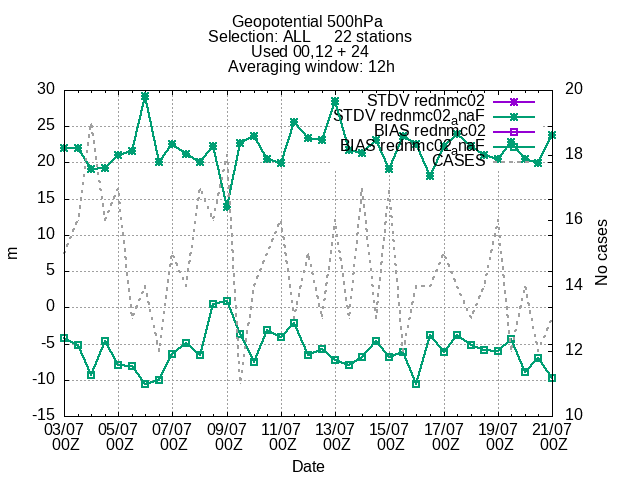 Geopotential 500hPa
Selection: ALL 22 stations
Used 00,12 + 24
Averaging window: 12h
30
25
20
15
10
5
0
-5
-10
-15
20
18
16
14
12
10
m
No cases
STDV rednmc02
STDV rednmc02_anaF
BIAS rednmc02
BIAS rednmc02_anaF
CASES
03/07 05/07 07/07 09/07 11/07 13/07 15/07 17/07 19/07 21/07
00Z 00Z 00Z 00Z 00Z 00Z 00Z 00Z 00Z 00Z
Date